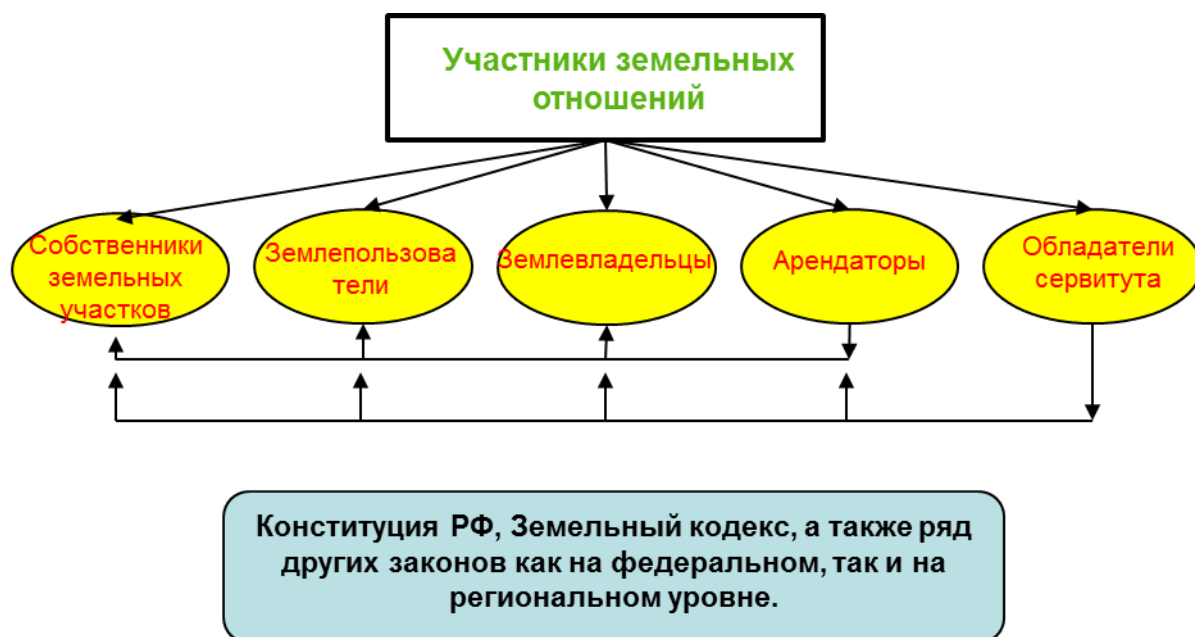 Участники земельных
отношений
Собственники
земельных
участков
Землепользова
тели
Землевладельцы
Арендаторы
Обладатели
сервитута
Конституция РФ, Земельный кодекс, а также ряд
других законов как на федеральном, так и на
региональном уровне.